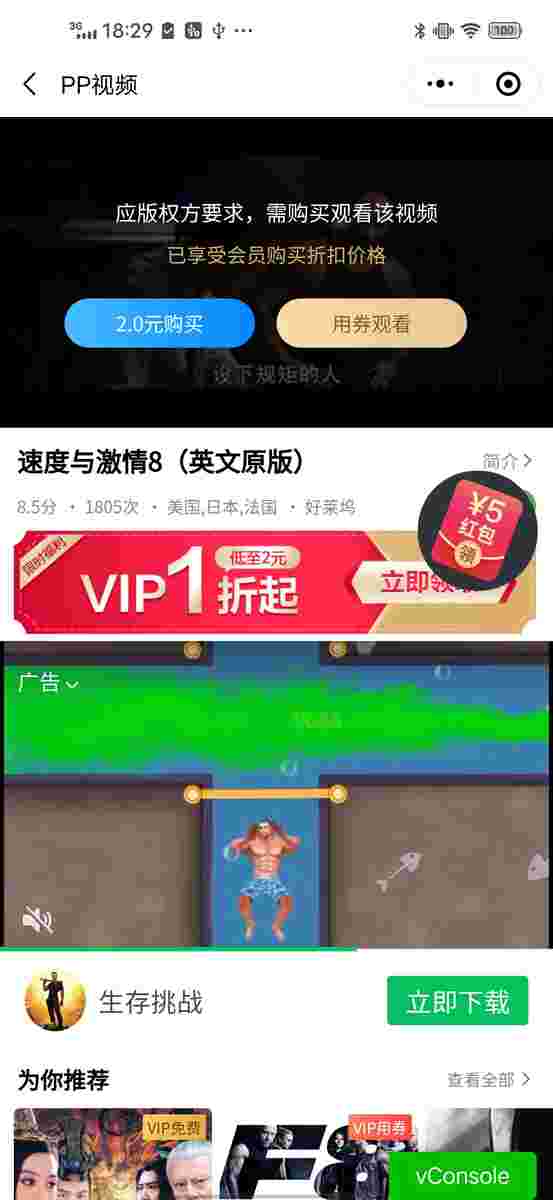 3G 18:29 100
PP视频
应版权方要求，需购买观看该视频
已享受会员购买折扣价格
2.0元购买
用券观看
设下规矩的人
速度与激情8（英文原版）
简介
8.5分 · 1805次 · 美国,日本,法国 · 好莱坞
¥5
红包
领
限时福利
低至2元
VIP1折起
立即领
广告
生存挑战
立即下载
为你推荐
查看全部
VIP免费
VIP用券
F8
vConsole